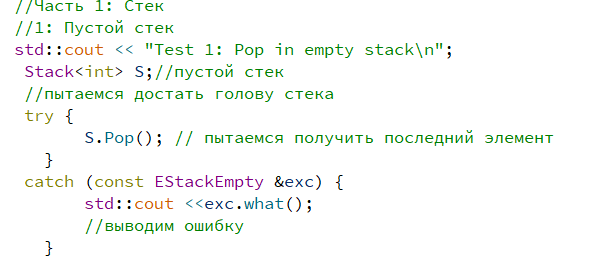 //Часть 1: Стек
//1: Пустой стек
std::cout << "Test 1: Pop in empty stack\n";
Stack<int> S;//пустой стек
//пытаемся достать голову стека
try {
S.Pop(); // пытаемся получить последний элемент
}
catch (const EStackEmpty &exc) {
std::cout <<exc.what();
//выводим ошибку
}